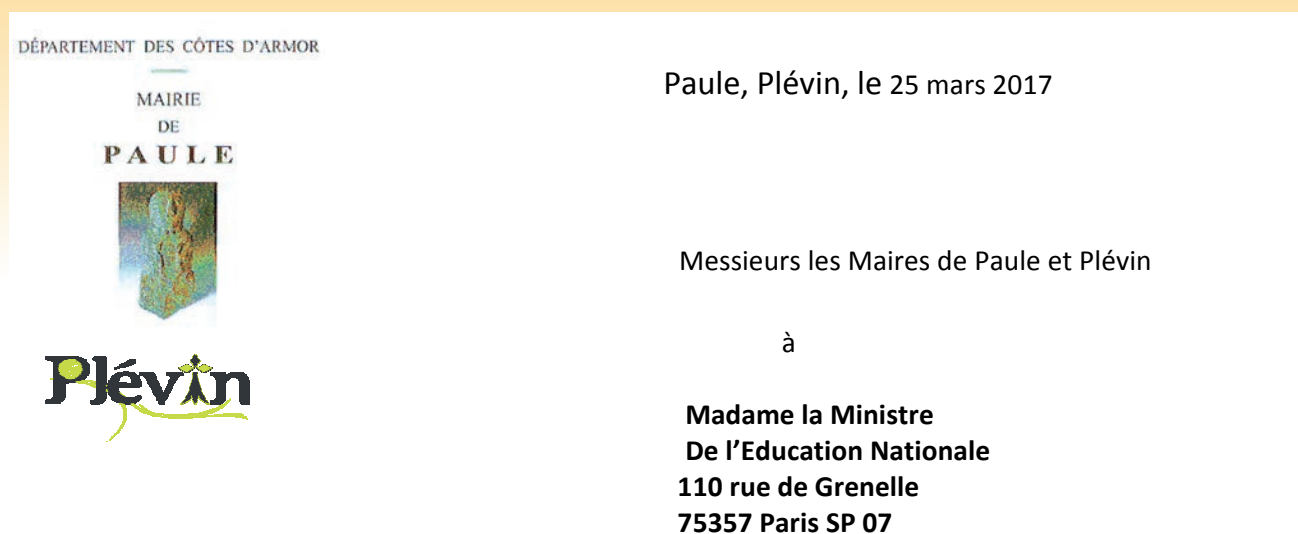 DÉPARTEMENT DES CÔTES D'ARMOR
MAIRIE
DE
PAULE
Plévin
Paule, Plévin, le 25 mars 2017
Messieurs les Maires de Paule et Plévin
à
Madame la Ministre
De l'Education Nationale
110 rue de Grenelle
75357 Paris SP 07